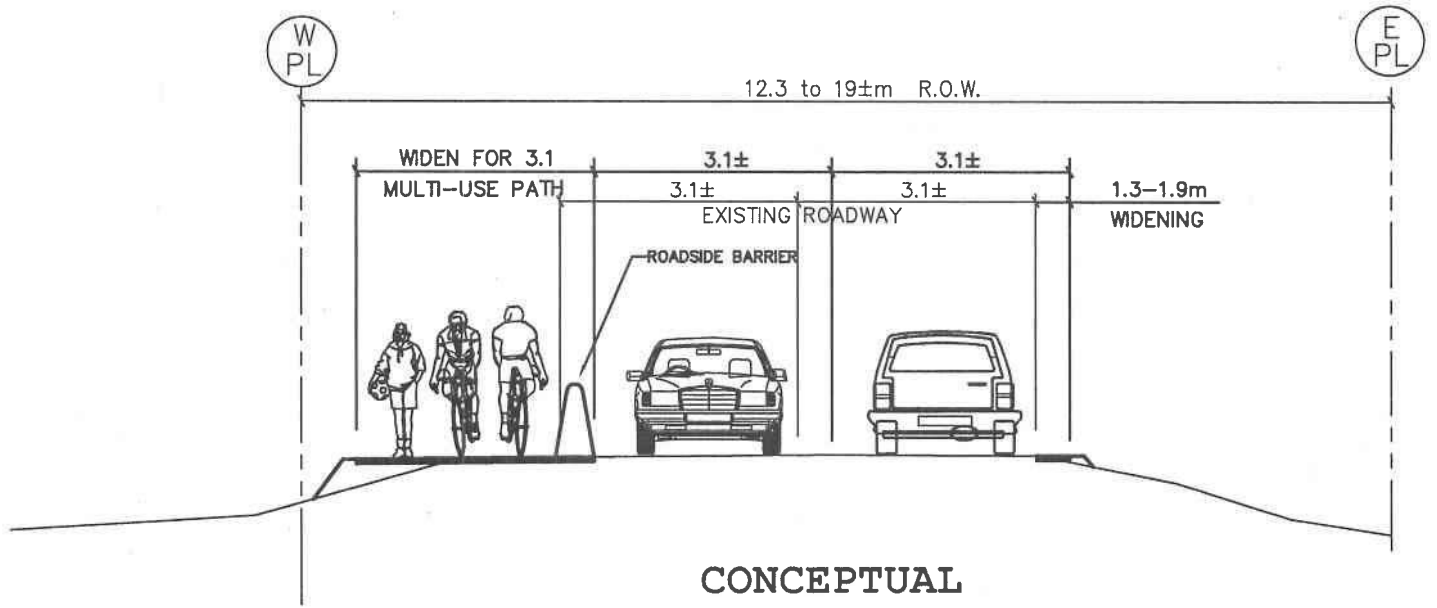 W
PL
E
PL
12.3 to 19±m R.O.W.
WIDEN FOR 3.1
MULTI-USE PATH
3.1±
3.1±
3.1±
3.1±
EXISTING ROADWAY
1.3-1.9m
WIDENING
ROADSIDE BARRIER
CONCEPTUAL